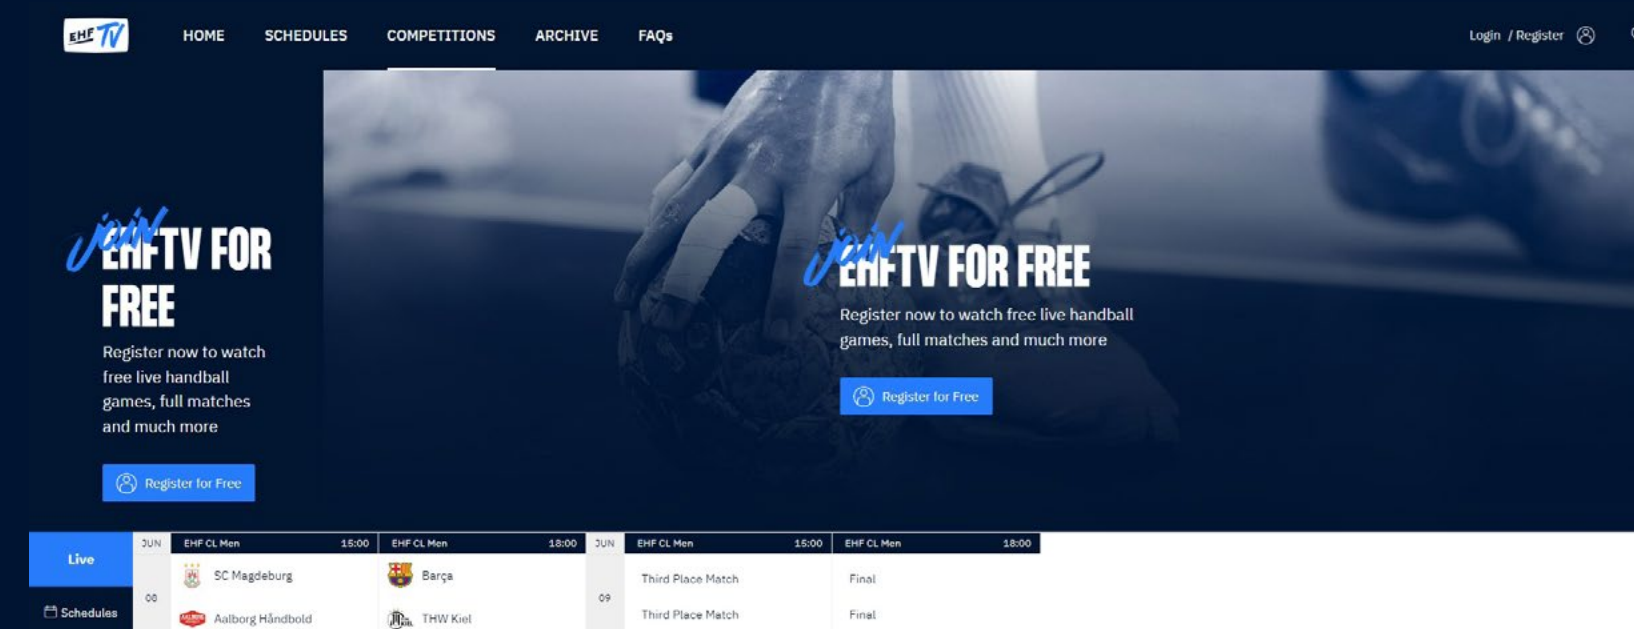 EHF TV
HOME
SCHEDULES
COMPETITIONS
ARCHIVE
FAQs
Login / Register
join
EHFTV FOR
FREE
Register now to watch
free live handball
games, full matches
and much more
Register for Free
join
EHFTV FOR FREE
Register now to watch free live handball
games, full matches and much more
Register for Free
Live
Schedules
JUN
08
EHF CL Men 15:00
SC Magdeburg
Aalborg Håndbold
EHF CL Men 18:00
Barça
THW Kiel
JUN
09
EHF CL Men 15:00
Third Place Match
Third Place Match
EHF CL Men 18:00
Final
Final